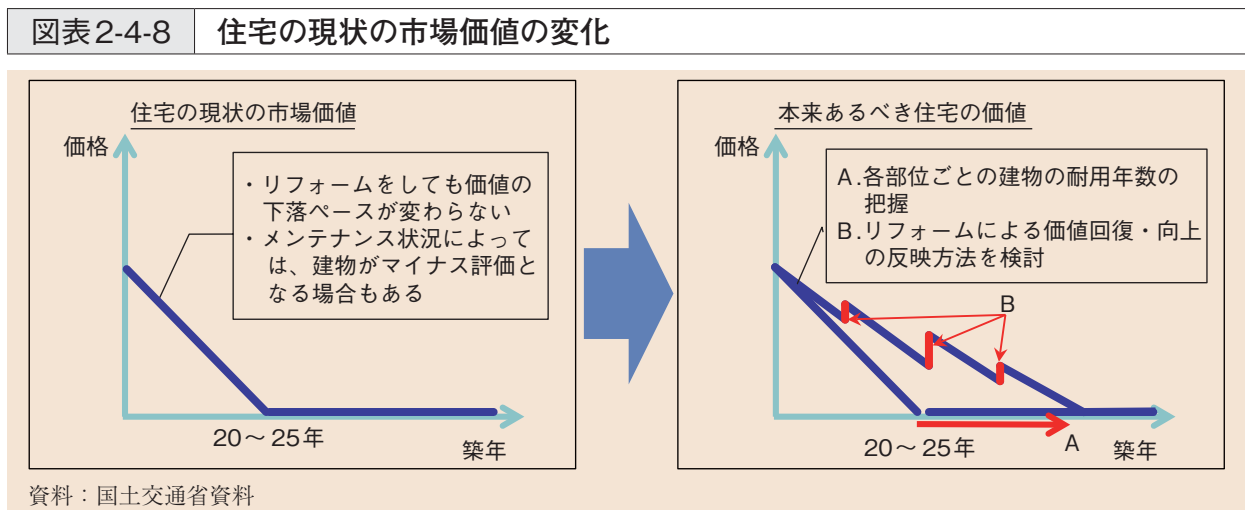 図表2-4-8 住宅の現状の市場価値の変化
住宅の現状の市場価値
価格
・リフォームをしても価値の
下落ペースが変わらない
・メンテナンス状況によって
は、建物がマイナス評価と
なる場合もある
20～25年
築年
本来あるべき住宅の価値
価格
A.各部位ごとの建物の耐用年数の
把握
B.リフォームによる価値回復・向上
の反映方法を検討
B
20～25年
A
築年
資料：国土交通省資料